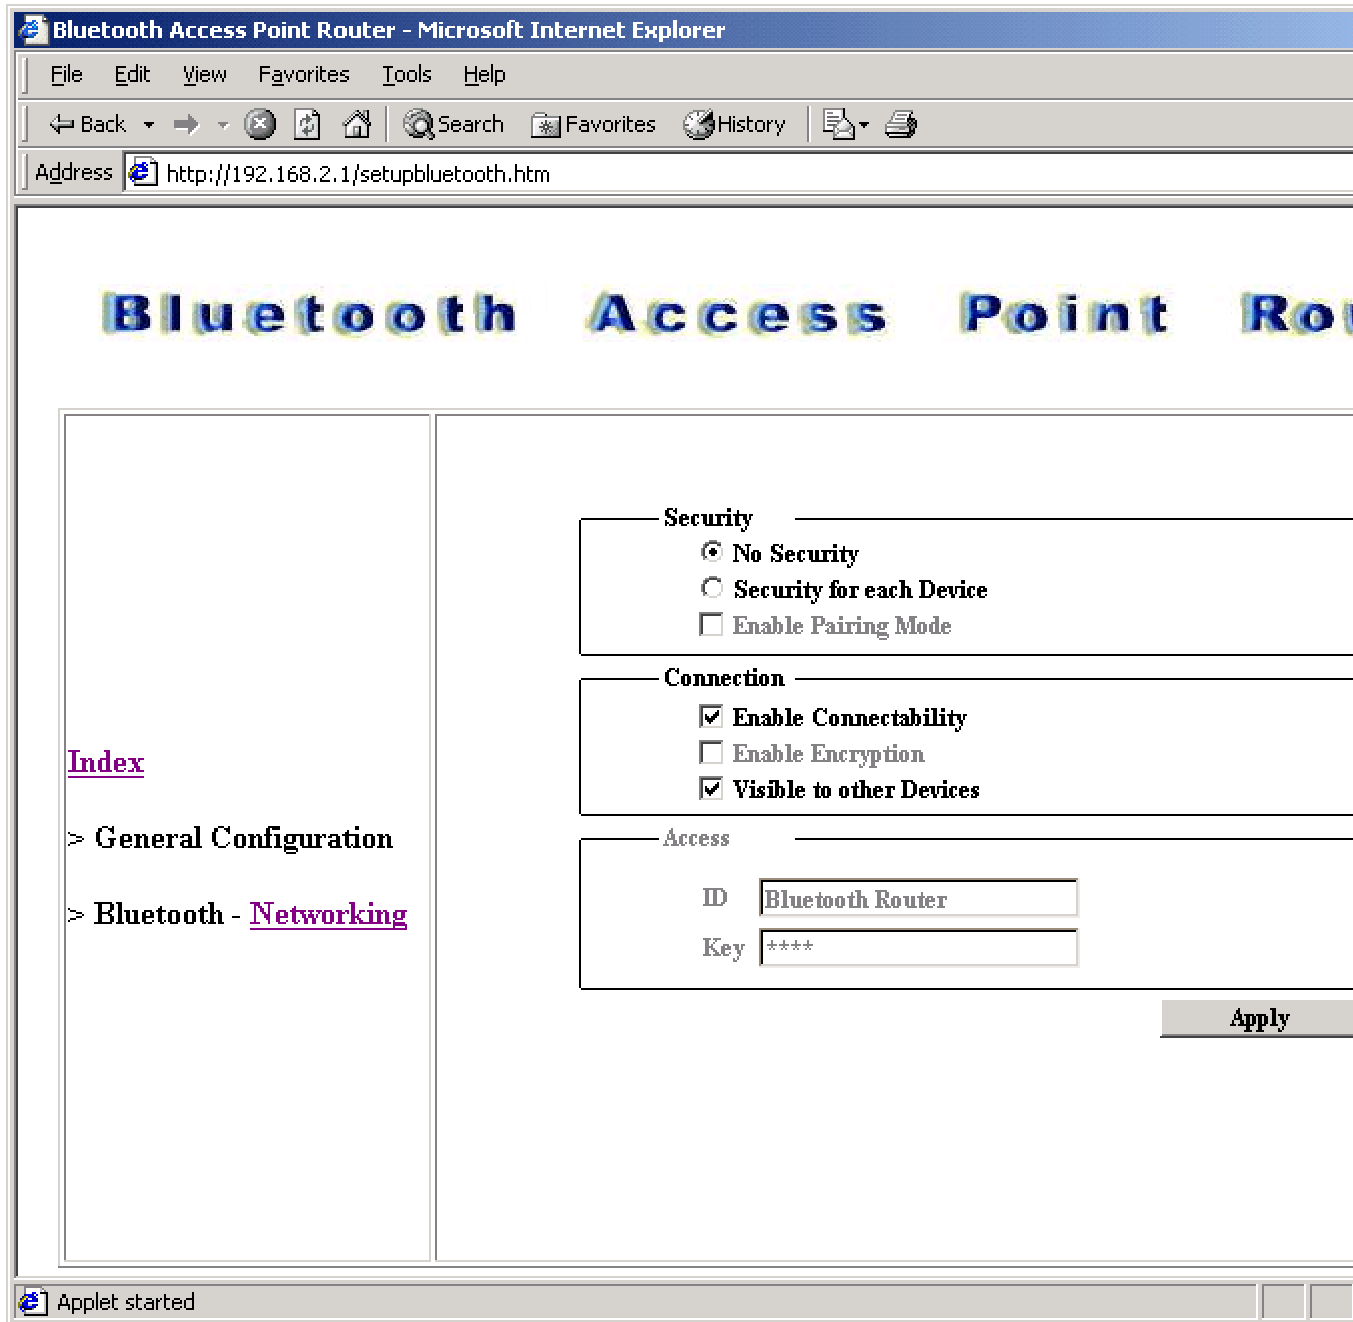 Bluetooth Access Point Router - Microsoft Internet Explorer
File Edit View Favorites Tools Help
Back Search Favorites History
Address http://192.168.2.1/setupbluetooth.htm
Bluetooth Access Point Rou
Security
No Security
Security for each Device
Enable Pairing Mode
Connection
Enable Connectability
Enable Encryption
Visible to other Devices
Access
ID Bluetooth Router
Key ****
Apply
Index
> General Configuration
> Bluetooth - Networking
Applet started